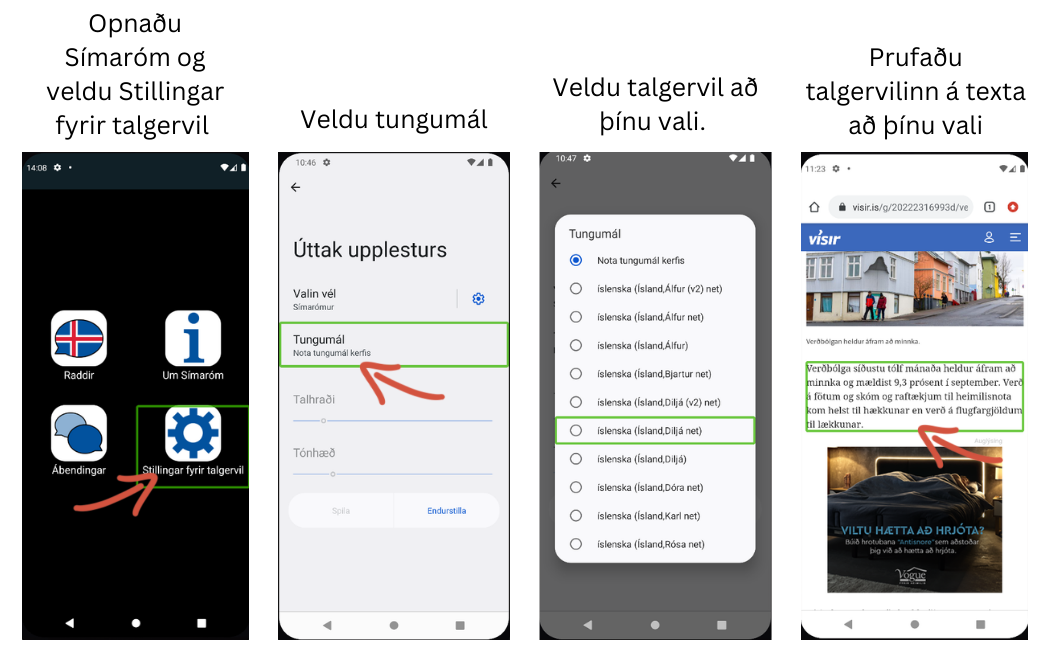 Opnaðu
Símaróm og
veldu Stillingar
fyrir talgervil
14:08
Raddir
Um Símaróm
Ábendingar
Stillingar fyrir talgervil
Veldu tungumál
10:46
Úttak upplesturs
Valin vél
Símarómur
Tungumál
Nota tungumál kerfis
Talhraði
Tónhæð
Spila
Endurstilla
Veldu talgervil að
þínu vali.
10:47
Tungumál
Nota tungumál kerfis
íslenska (Ísland,Álfur (v2) net)
íslenska (Ísland,Álfur net)
íslenska (Ísland,Álfur)
íslenska (Ísland,Bjartur net)
íslenska (Ísland,Diljá (v2) net)
íslenska (Ísland,Diljá net)
íslenska (Ísland,Diljá)
íslenska (Ísland,Dóra net)
íslenska (Ísland,Karl net)
íslenska (Ísland,Rósa net)
Prufaðu
talgervilinn á texta
að þínu vali
11:23
visir.is/g/20222316993d/ve
1
vísir
Verðbólgan heldur áfram að minnka.
Verðbólga síðustu tólf mánaða heldur áfram að
minnka og mældist 9,3 prósent í september. Verð
á fötum og skóm og raftækjum til heimilisnota
kom helst til hækkunar en verð á flugfargjöldum
til lækkunar.
Auglýsing
VILTU HÆTTA AÐ HRJÓTA?
Búið hrotubana "Antisnore" sem aðstoðar
þig við að hætta að hrjóta.
Vogue